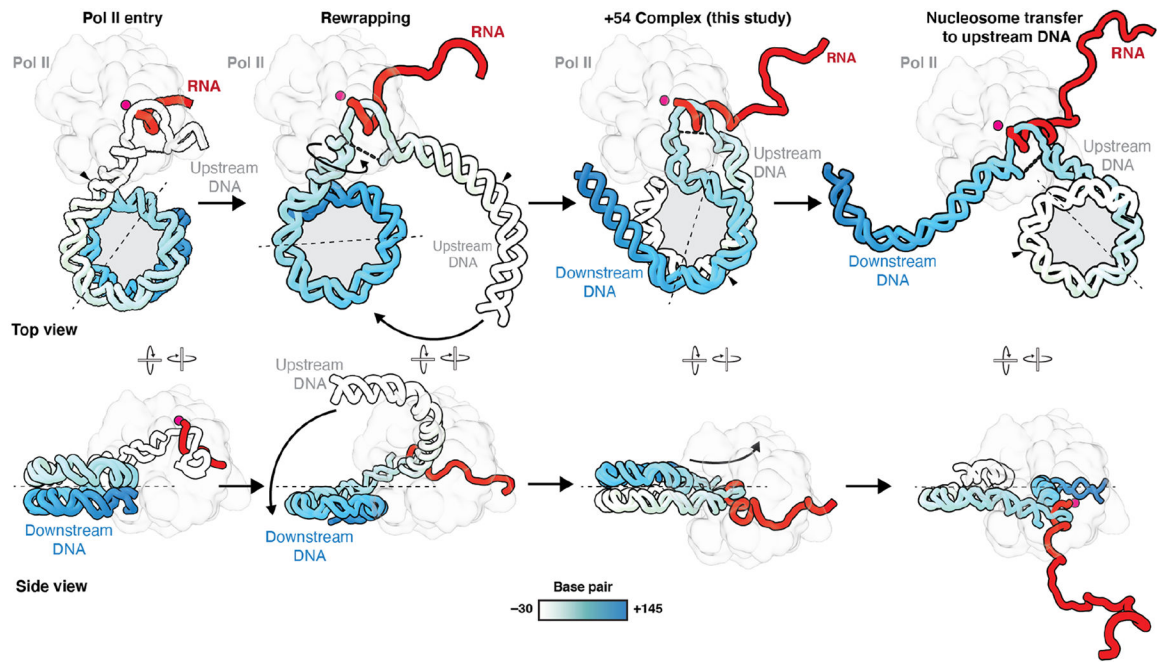 Pol II entry
Rewrapping
+54 Complex (this study)
Nucleosome transfer
to upstream DNA
Pol II
RNA
Upstream
DNA
Pol II
RNA
Upstream
DNA
Pol II
RNA
Upstream
DNA
Downstream
DNA
Pol II
RNA
Upstream
DNA
Downstream
DNA
Top view
Downstream
DNA
Upstream
DNA
Downstream
DNA
Side view
Base pair
−30
+145